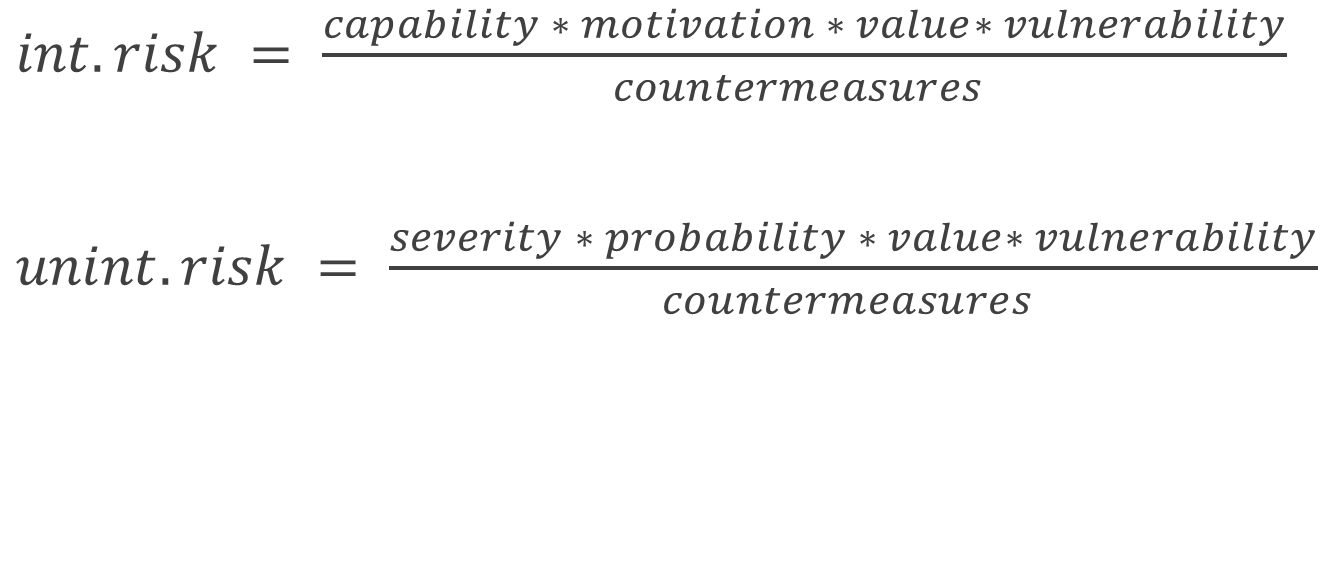 int.risk = capability * motivation * value* vulnerability
countermeasures
unint.risk = severity * probability * value* vulnerability
countermeasures